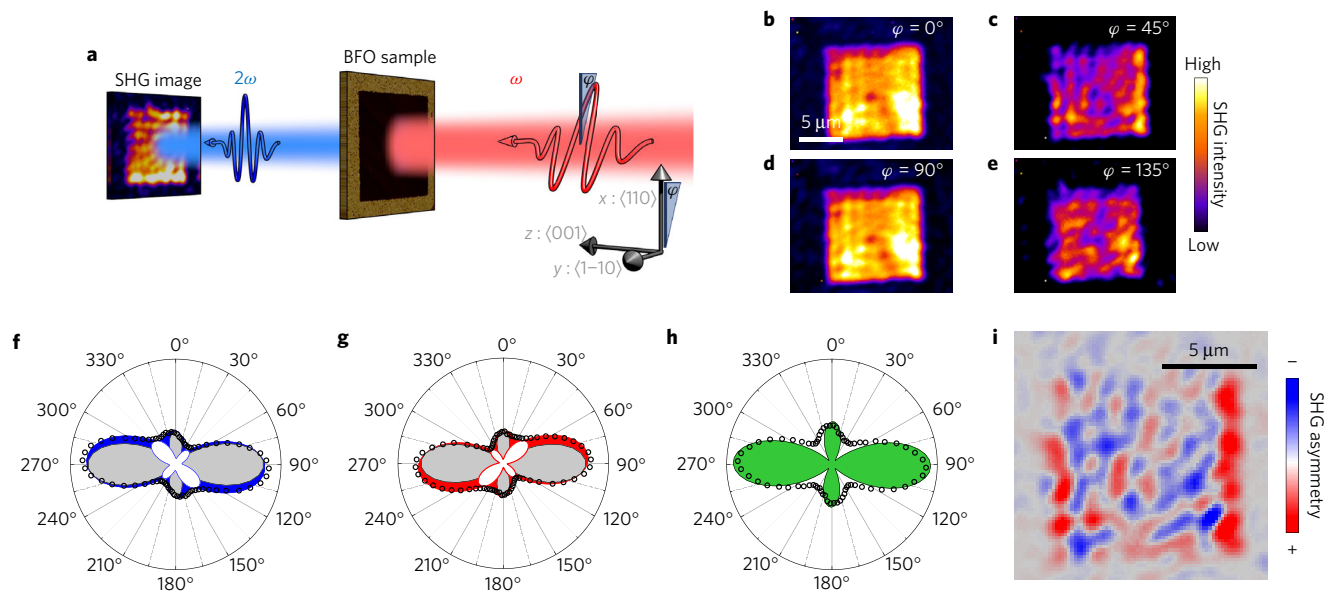 a
SHG image
2ω
BFO sample
ω
φ
x : ⟨110⟩
φ
z : ⟨001⟩
y : ⟨1–10⟩
b
φ = 0°
5 μm
c
φ = 45°
d
φ = 90°
e
φ = 135°
High
SHG intensity
Low
f
0°
30°
60°
90°
120°
150°
180°
210°
240°
270°
300°
330°
g
0°
30°
60°
90°
120°
150°
180°
210°
240°
270°
300°
330°
h
0°
30°
60°
90°
120°
150°
180°
210°
240°
270°
300°
330°
i
5 μm
–
SHG asymmetry
+